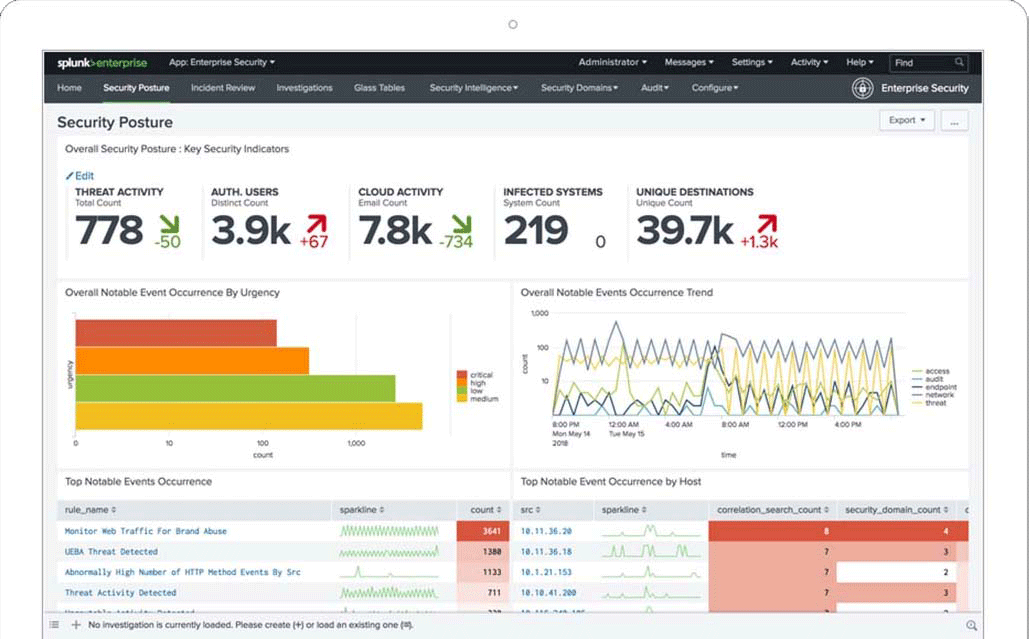 splunk>enterprise App: Enterprise Security Administrator Messages Settings Activity Help Find
Home Security Posture Incident Review Investigations Glass Tables Security Intelligence Security Domains Audit Configure Enterprise Security
Security Posture Export ...
Overall Security Posture : Key Security Indicators
Edit
THREAT ACTIVITY AUTH. USERS CLOUD ACTIVITY INFECTED SYSTEMS UNIQUE DESTINATIONS
Total Count Distinct Count Email Count System Count Unique Count
778 -50 3.9k +67 7.8k -734 219 0 39.7k +1.3k
Overall Notable Event Occurrence By Urgency
urgency
critical
high
low
medium
0 10 100 1,000
count
Overall Notable Events Occurrence Trend
1,000
100
10
count
access
audit
endpoint
network
threat
8:00 PM 12:00 AM 4:00 AM 8:00 AM 12:00 PM 4:00 PM
Mon May 14 Tue May 15
2018
time
Top Notable Events Occurrence
rule_name sparkline count
Monitor Web Traffic For Brand Abuse 3641
UEBA Threat Detected 1380
Abnormally High Number of HTTP Method Events By Src 1133
Threat Activity Detected 711
Top Notable Event Occurrence by Host
src sparkline correlation_search_count security_domain_count
10.11.36.20 8 4
10.11.36.18 7 3
10.1.21.153 7 2
10.10.41.200 7 3
No investigation is currently loaded. Please create (+) or load an existing one (≡).